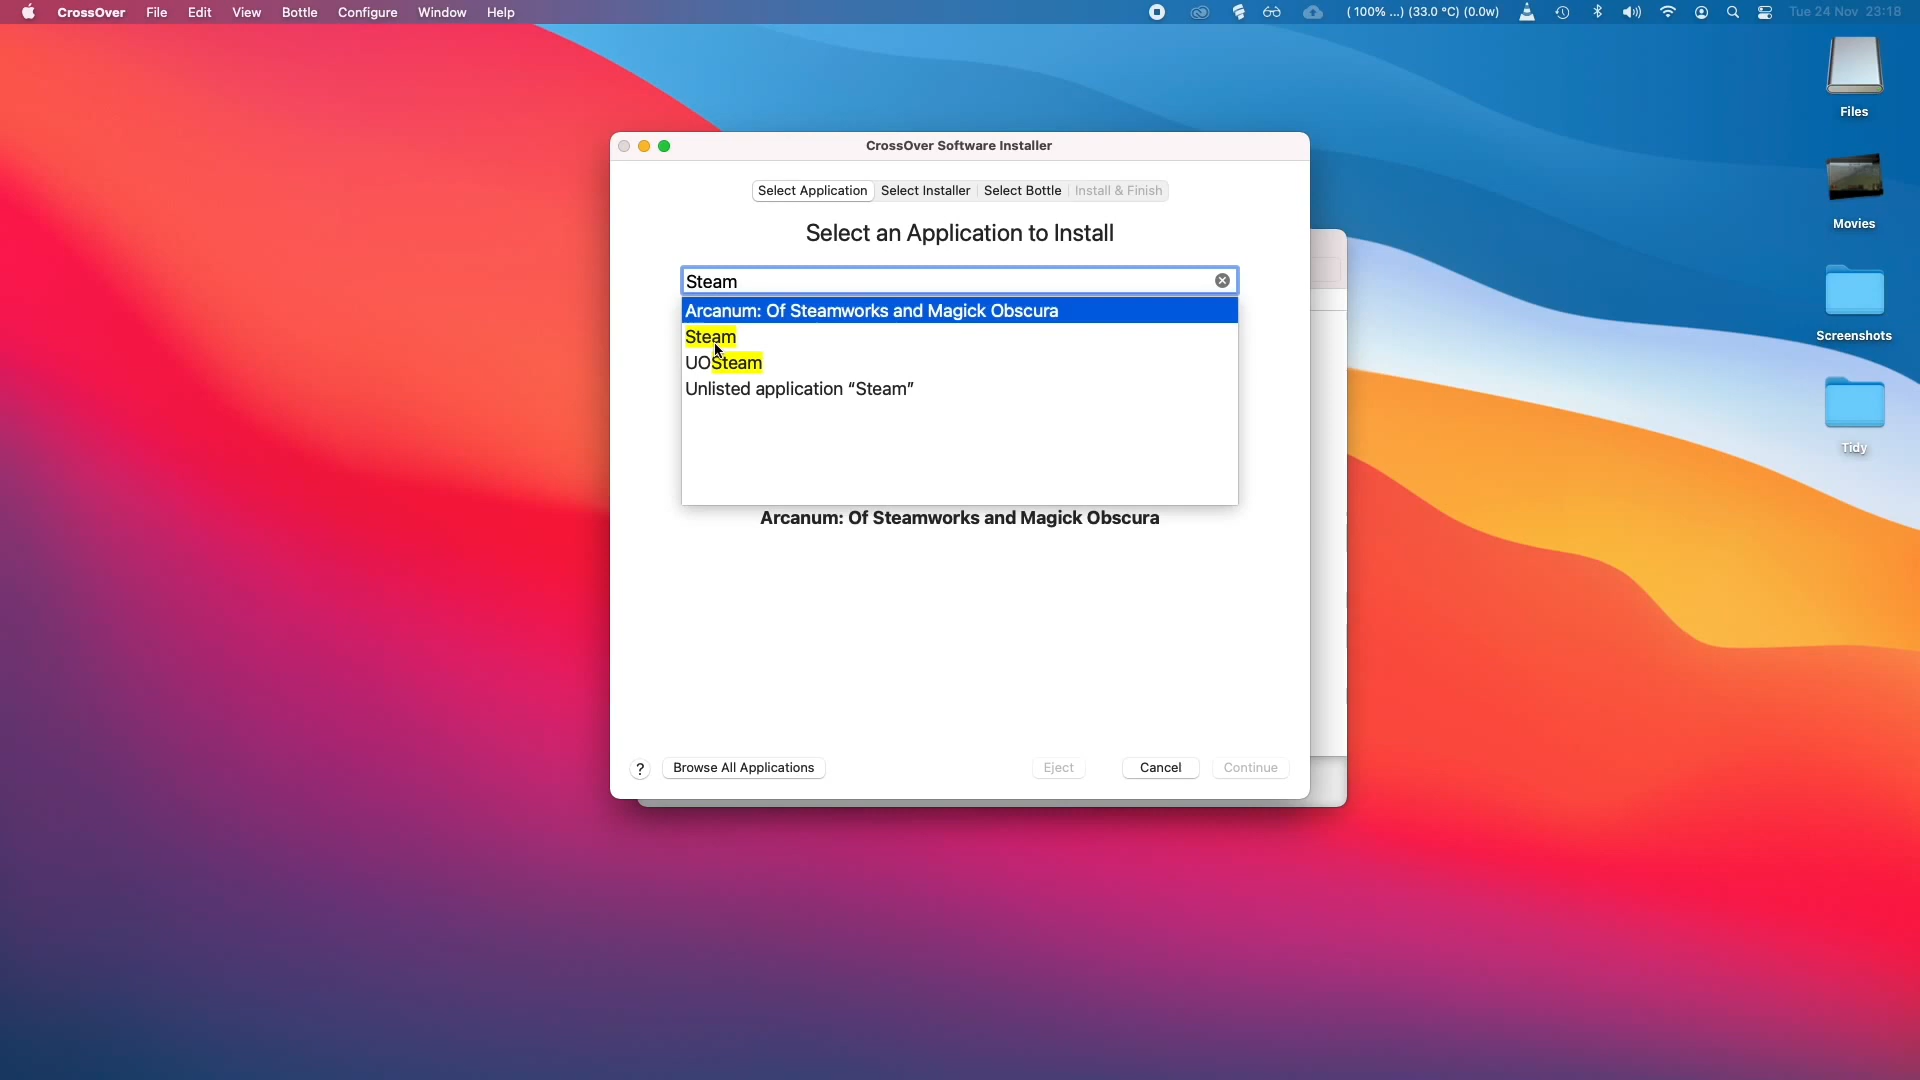 CrossOver File Edit View Bottle Configure Window Help (100% ...) (33.0 °C) (0.0w) Tue 24 Nov 23:18
Files
Movies
Screenshots
Tidy
CrossOver Software Installer
Select Application Select Installer Select Bottle Install & Finish
Select an Application to Install
Steam
Arcanum: Of Steamworks and Magick Obscura
Steam
UOSteam
Unlisted application “Steam”
Arcanum: Of Steamworks and Magick Obscura
? Browse All Applications Eject Cancel Continue